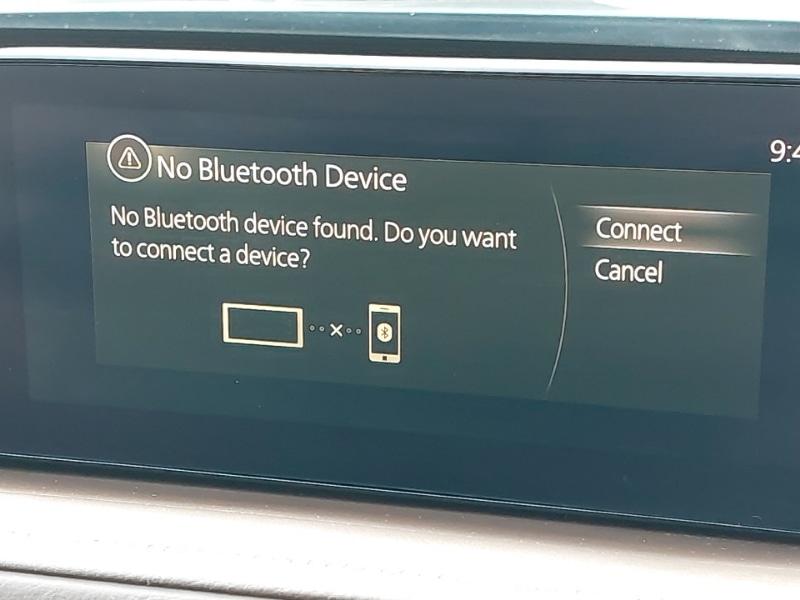 No Bluetooth Device
No Bluetooth device found. Do you want
to connect a device?
Connect
Cancel